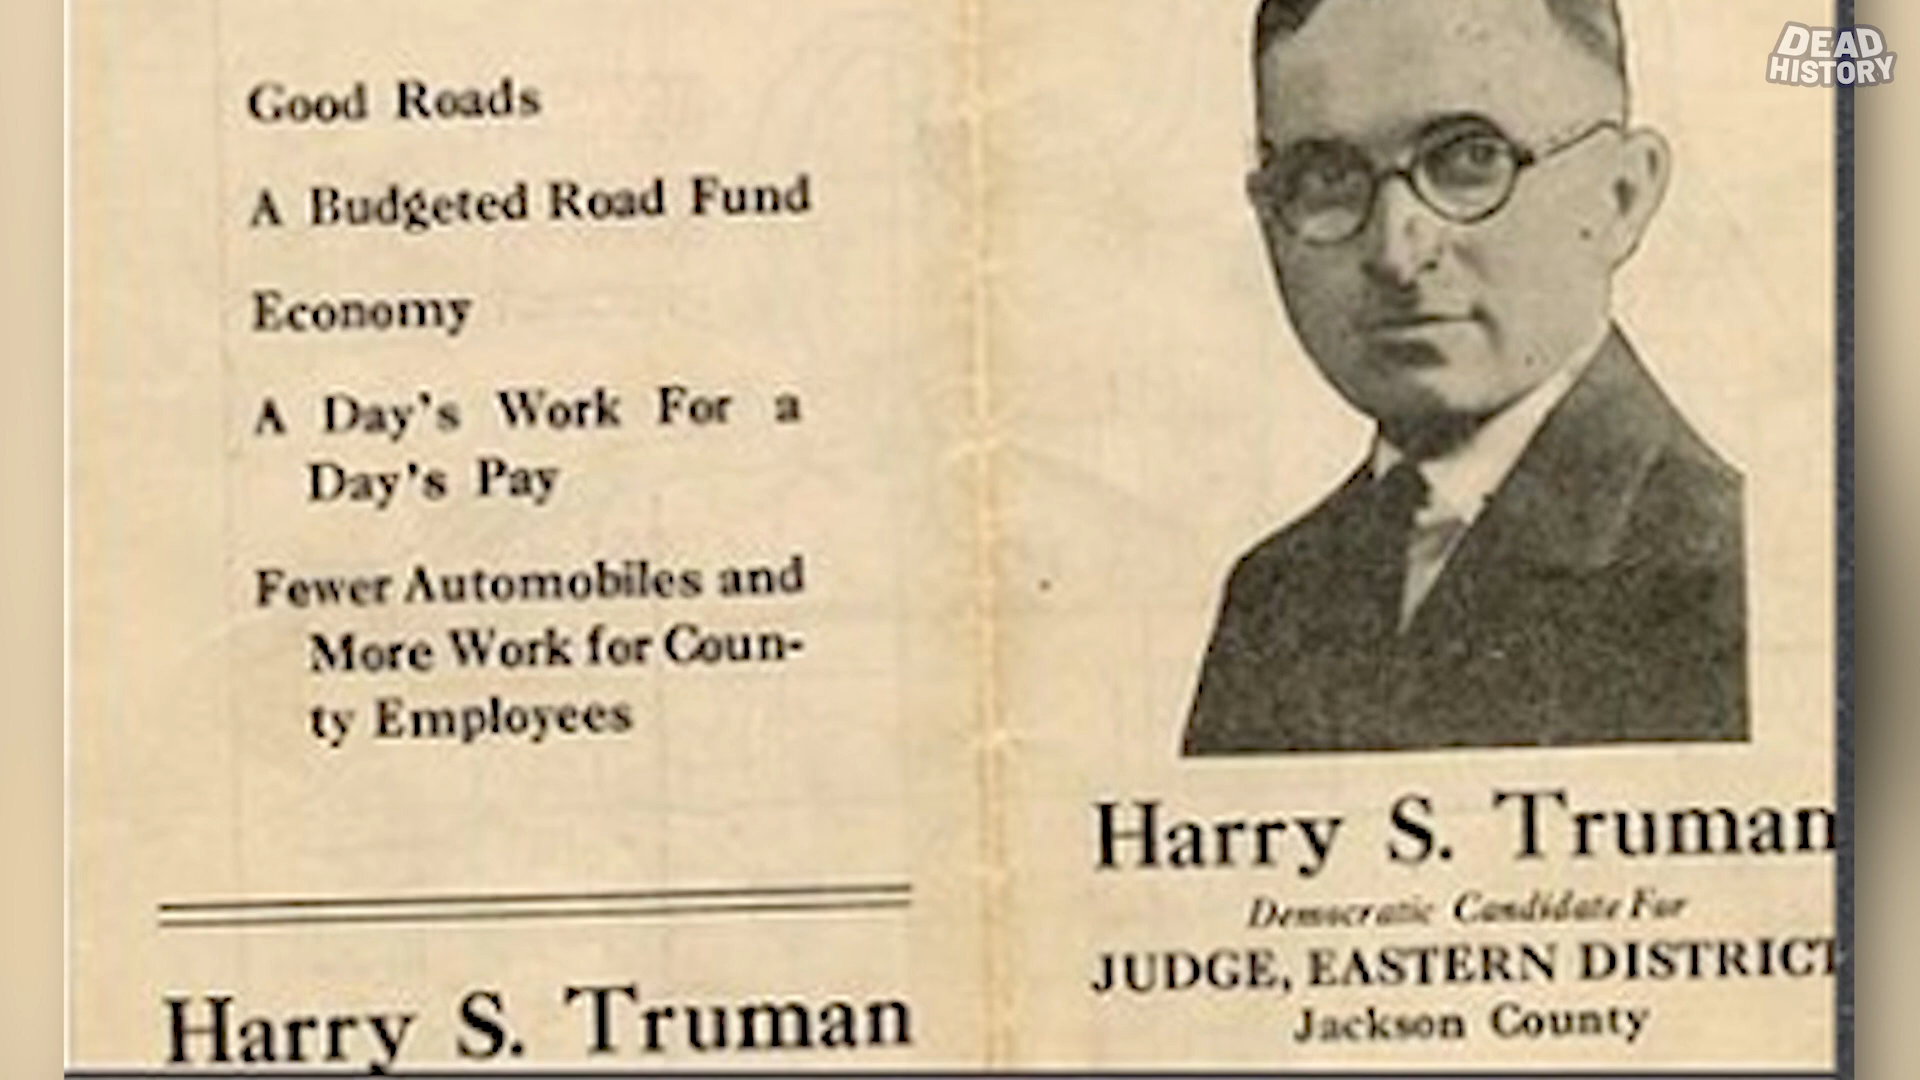 Good Roads
A Budgeted Road Fund
Economy
A Day's Work For a
Day's Pay
Fewer Automobiles and
More Work for Coun-
ty Employees
Harry S. Truman
Harry S. Truman
Democratic Candidate For
JUDGE, EASTERN DISTRICT
Jackson County
DEAD
HISTORY